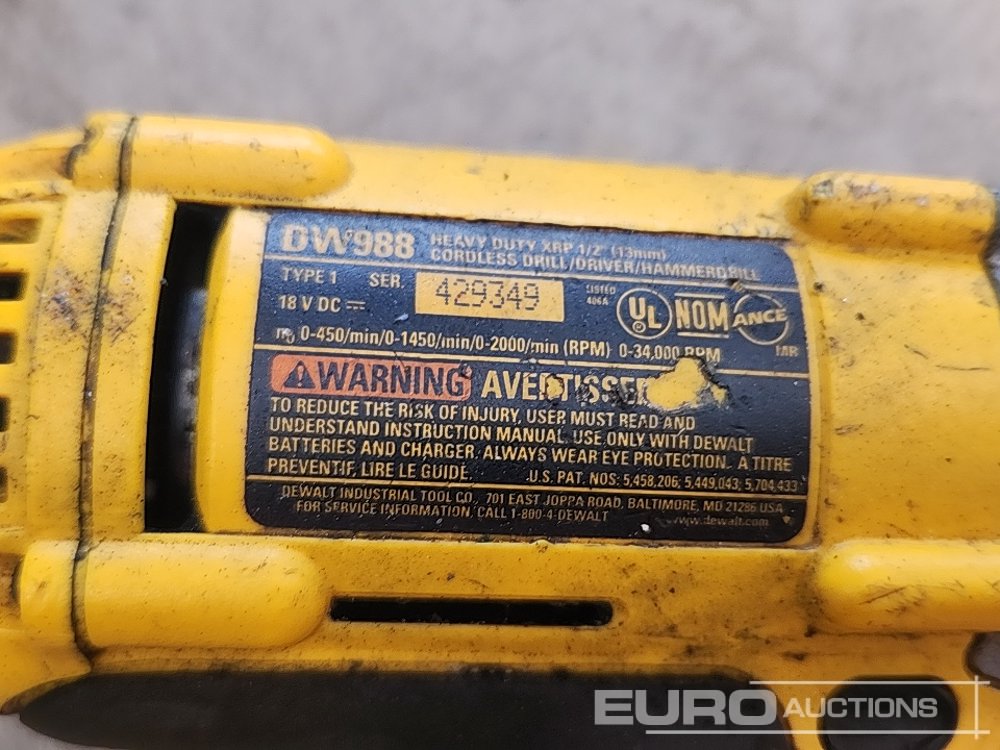 DW988 HEAVY DUTY XRP 1/2" (13mm)
CORDLESS DRILL/DRIVER/HAMMERDRILL
TYPE 1 SER. 429349
18 V DC
LISTED
406A
UL NOM ANCE
n₀ 0-450/min/0-1450/min/0-2000/min (RPM) 0-34,000 BPM
WARNING AVERTISSE
TO REDUCE THE RISK OF INJURY, USER MUST READ AND
UNDERSTAND INSTRUCTION MANUAL. USE ONLY WITH DEWALT
BATTERIES AND CHARGER. ALWAYS WEAR EYE PROTECTION. A TITRE
PREVENTIF, LIRE LE GUIDE. U.S. PAT. NOS: 5,458,206; 5,449,043; 5,704,433
DEWALT INDUSTRIAL TOOL CO., 701 EAST JOPPA ROAD, BALTIMORE, MD 21286 USA
FOR SERVICE INFORMATION, CALL 1-800-4-DEWALT
www.dewalt.com
EURO AUCTIONS